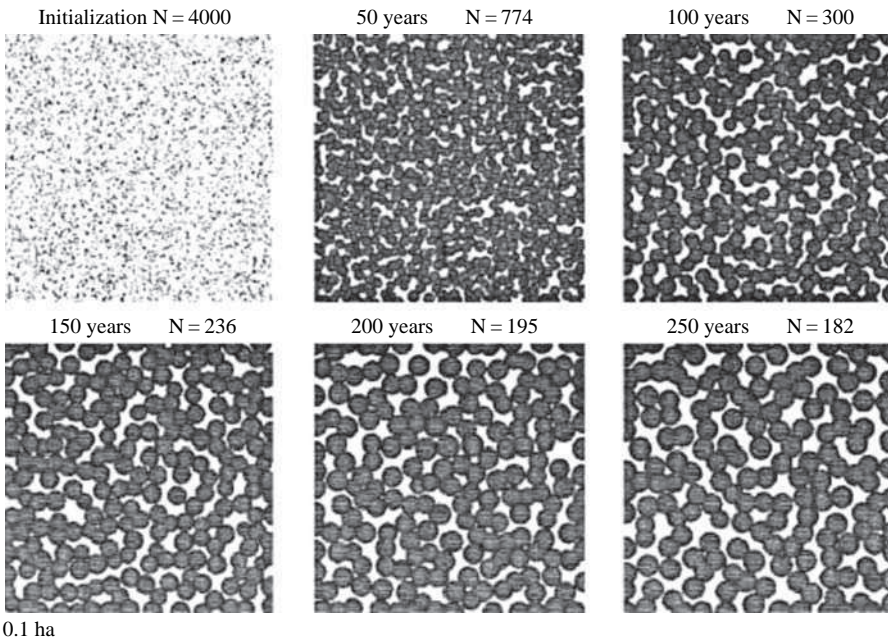 Initialization N = 4000
50 years N = 774
100 years N = 300
150 years N = 236
200 years N = 195
250 years N = 182
0.1 ha